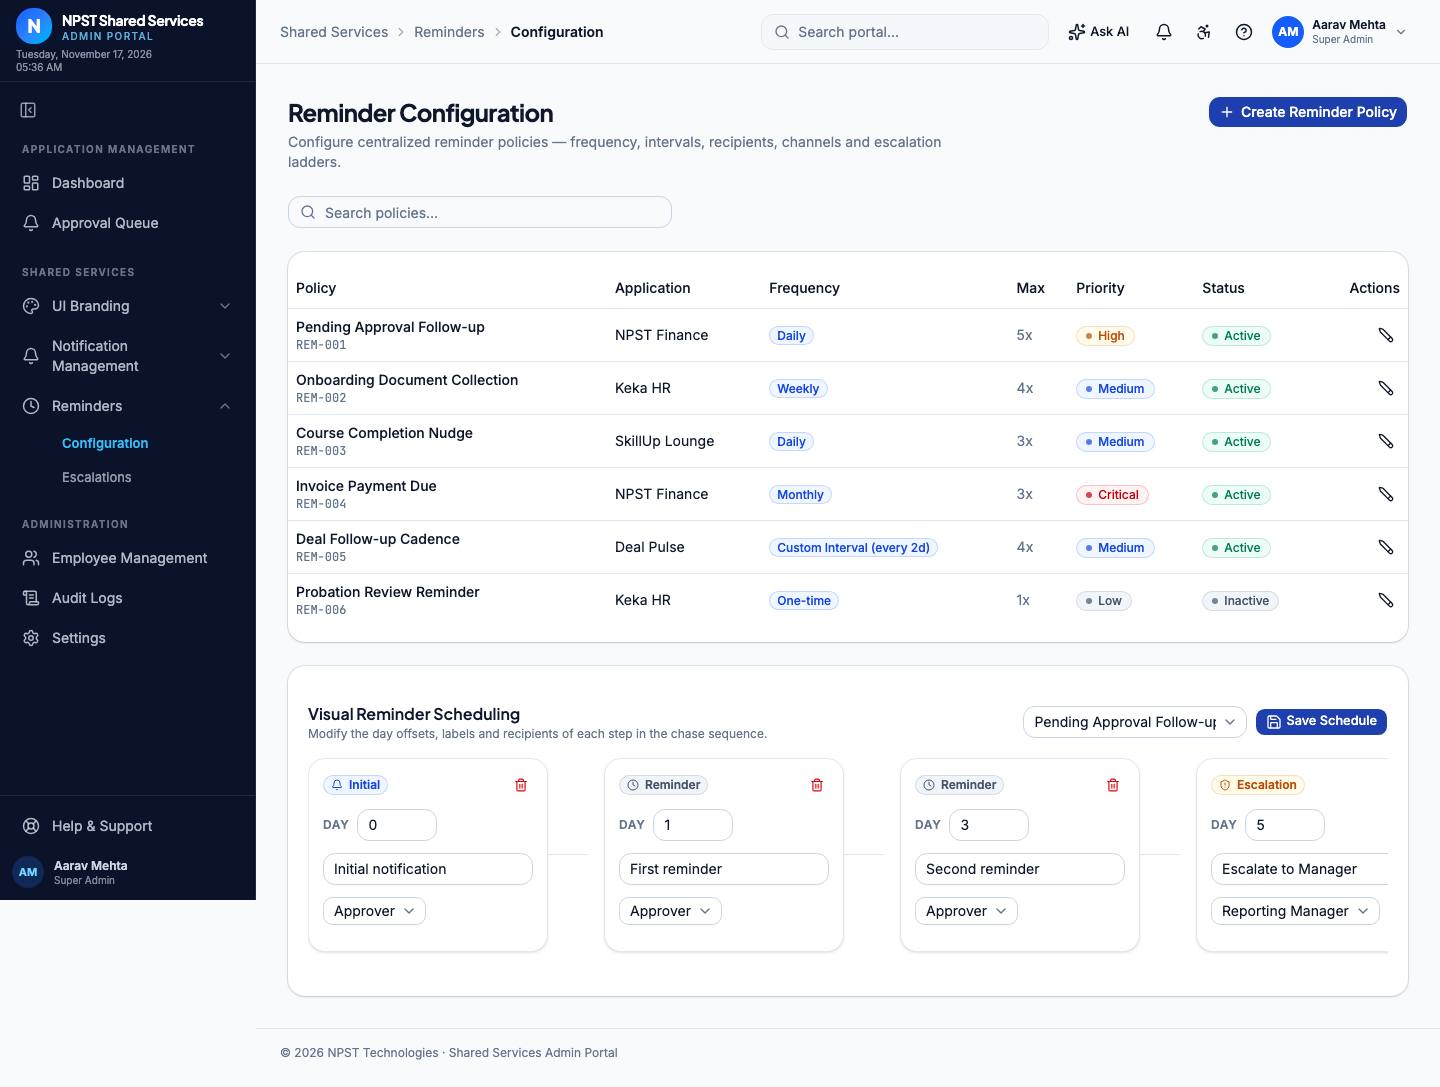 N
NPST Shared Services
ADMIN PORTAL
Tuesday, November 17, 2026
05:36 AM
APPLICATION MANAGEMENT
Dashboard
Approval Queue
SHARED SERVICES
UI Branding
Notification
Management
Reminders
Configuration
Escalations
ADMINISTRATION
Employee Management
Audit Logs
Settings
Help & Support
AM
Aarav Mehta
Super Admin
Shared Services > Reminders > Configuration
Search portal...
Ask AI
AM
Aarav Mehta
Super Admin
Reminder Configuration
Create Reminder Policy
Configure centralized reminder policies — frequency, intervals, recipients, channels and escalation
ladders.
Search policies...
Policy Application Frequency Max Priority Status Actions
Pending Approval Follow-up
REM-001
NPST Finance Daily 5x High Active
Onboarding Document Collection
REM-002
Keka HR Weekly 4x Medium Active
Course Completion Nudge
REM-003
SkillUp Lounge Daily 3x Medium Active
Invoice Payment Due
REM-004
NPST Finance Monthly 3x Critical Active
Deal Follow-up Cadence
REM-005
Deal Pulse Custom Interval (every 2d) 4x Medium Active
Probation Review Reminder
REM-006
Keka HR One-time 1x Low Inactive
Visual Reminder Scheduling
Modify the day offsets, labels and recipients of each step in the chase sequence.
Pending Approval Follow-up
Save Schedule
Initial
DAY 0
Initial notification
Approver
Reminder
DAY 1
First reminder
Approver
Reminder
DAY 3
Second reminder
Approver
Escalation
DAY 5
Escalate to Manager
Reporting Manager
© 2026 NPST Technologies · Shared Services Admin Portal